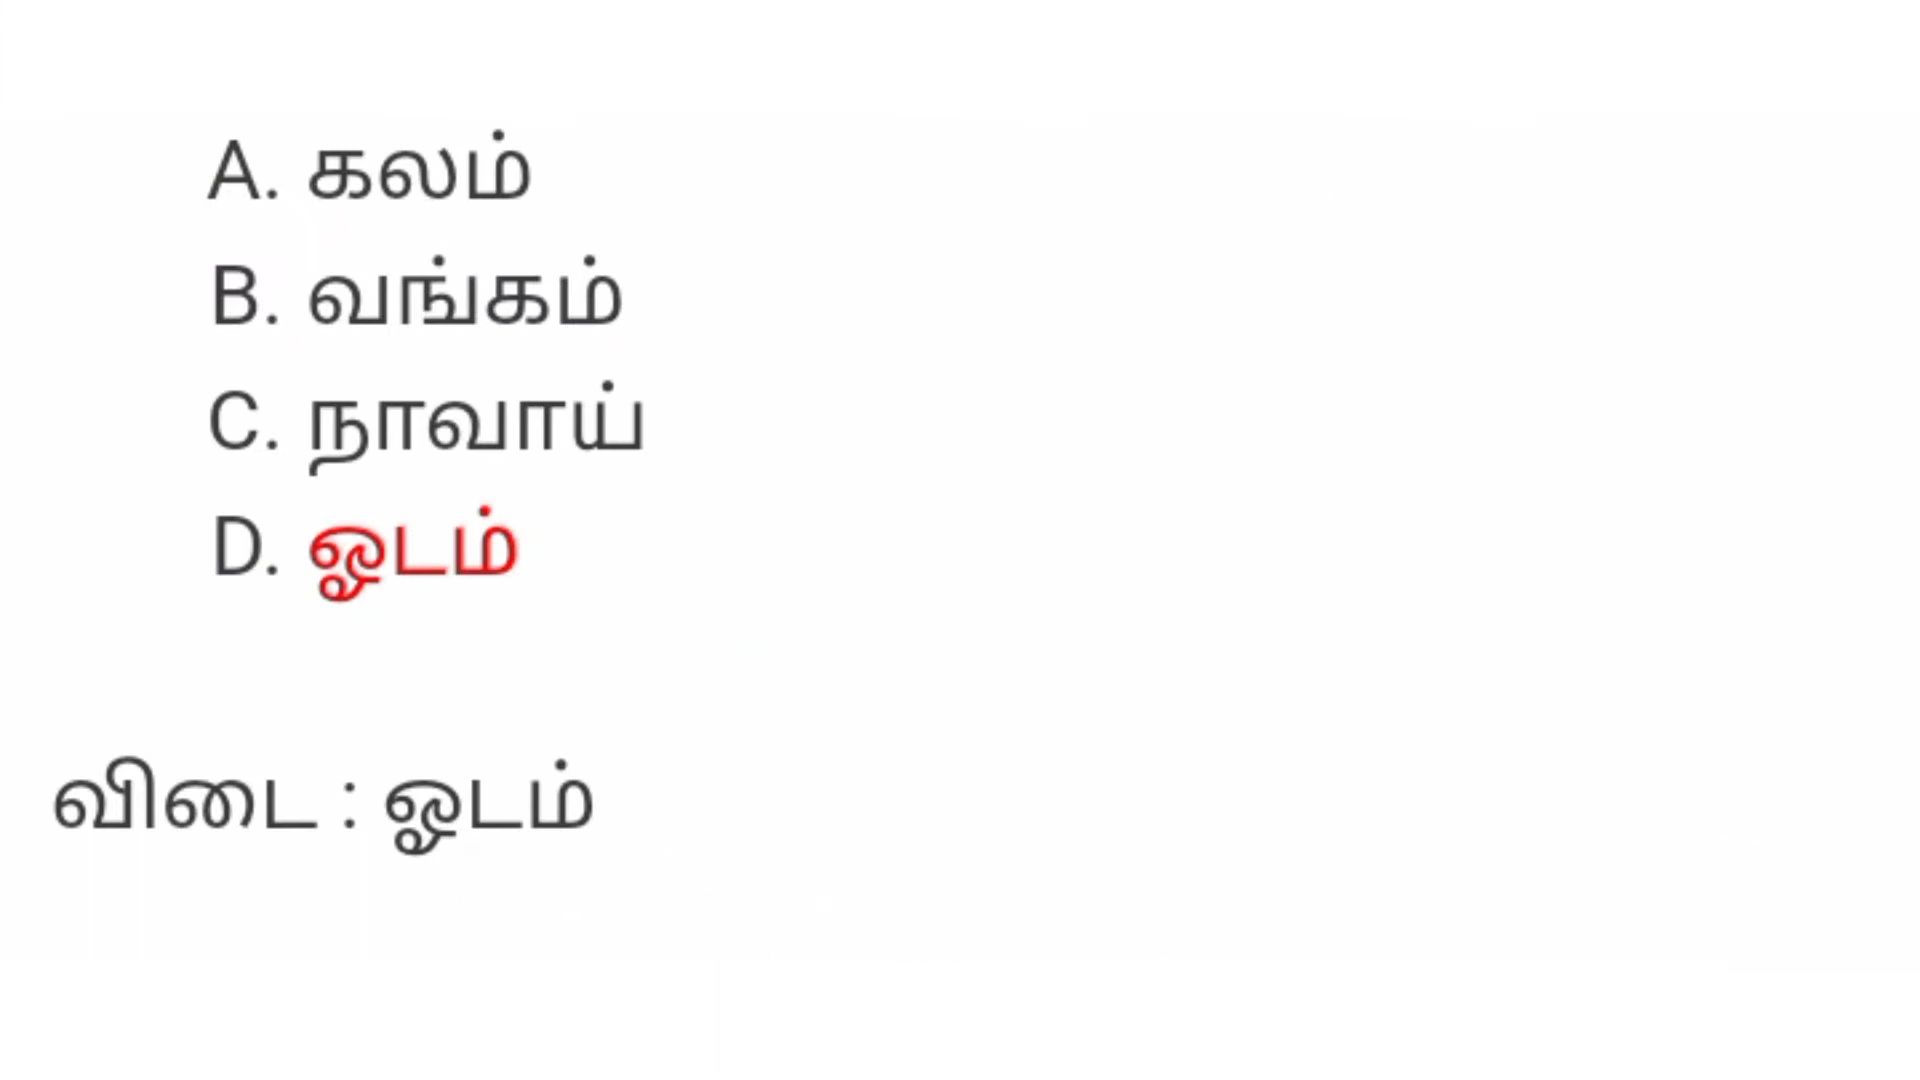 A. கலம்
B. வங்கம்
C. நாவாய்
D. ஓடம்
விடை : ஓடம்